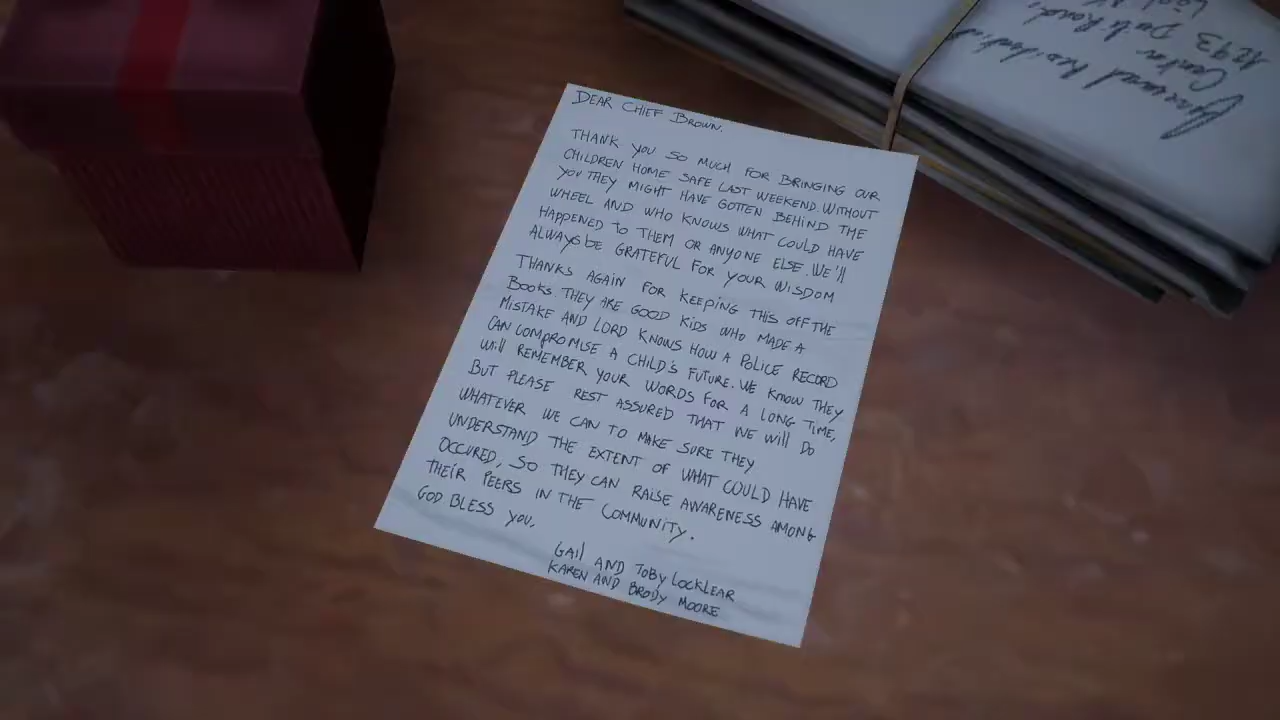 DEAR CHIEF BROWN.
THANK YOU SO MUCH FOR BRINGING OUR
CHILDREN HOME SAFE LAST WEEKEND. WITHOUT
YOU THEY MIGHT HAVE GOTTEN BEHIND THE
WHEEL AND WHO KNOWS WHAT COULD HAVE
HAPPENED TO THEM OR ANYONE ELSE. WE'll
ALWAYS bE GRATEFUL FOR YOUR WISDOM
THANKS AGAIN FOR KEEPING THIS OFF THE
BOOKS. THEY ARE GOOD KIDS WHO MADE A
MISTAKE AND LORD KNOWS HOW A POLICE RECORD
CAN COMPROMISE A CHILD'S FUTURE. WE KNOW THEY
WIll REMEMBER YOUR WORDS FOR A LONG TIME,
BUT PLEASE REST ASSURED THAT WE WIll DO
WHATEVER WE CAN TO MAKE SURE THEY
UNDERSTAND THE EXTENT OF WHAT COULD HAVE
OCCURED, SO THEY CAN RAISE AWARENESS AMONG
THEIR PEERS IN THE COMMUNITY.
GOD BLESS YOU.
GAIl AND TOBY LOCKLEAR
KAREN AND BRODY MOORE
1293
Road,
Center